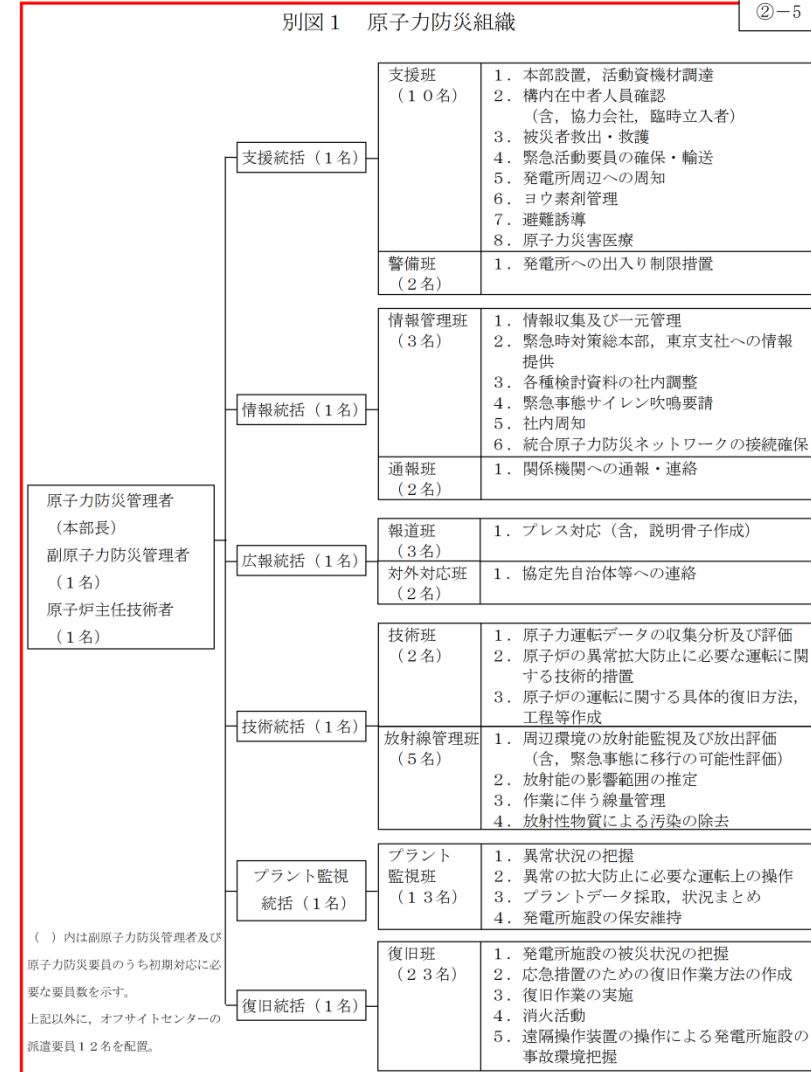 ②－5
別図１　原子力防災組織
原子力防災管理者
（本部長）
副原子力防災管理者
（１名）
原子炉主任技術者
（１名）
（　）内は副原子力防災管理者及び
原子力防災要員のうち初期対応に必
要な要員数を示す。
上記以外に，オフサイトセンターの
派遣要員１２名を配置。
支援統括（１名）
支援班
（１０名）
１．本部設置，活動資機材調達
２．構内在中者人員確認
（含，協力会社，臨時立入者）
３．被災者救出・救護
４．緊急活動要員の確保・輸送
５．発電所周辺への周知
６．ヨウ素剤管理
７．避難誘導
８．原子力災害医療
警備班
（２名）
１．発電所への出入り制限措置
情報統括（１名）
情報管理班
（３名）
１．情報収集及び一元管理
２．緊急時対策総本部，東京支社への情報
提供
３．各種検討資料の社内調整
４．緊急事態サイレン吹鳴要請
５．社内周知
６．統合原子力防災ネットワークの接続確保
通報班
（２名）
１．関係機関への通報・連絡
広報統括（１名）
報道班
（３名）
１．プレス対応（含，説明骨子作成）
対外対応班
（２名）
１．協定先自治体等への連絡
技術統括（１名）
技術班
（２名）
１．原子力運転データの収集分析及び評価
２．原子炉の異常拡大防止に必要な運転に関
する技術的措置
３．原子炉の運転に関する具体的復旧方法，
工程等作成
放射線管理班
（５名）
１．周辺環境の放射能監視及び放出評価
（含，緊急事態に移行の可能性評価）
２．放射能の影響範囲の推定
３．作業に伴う線量管理
４．放射性物質による汚染の除去
プラント監視
統括（１名）
プラント
監視班
（１３名）
１．異常状況の把握
２．異常の拡大防止に必要な運転上の操作
３．プラントデータ採取，状況まとめ
４．発電所施設の保安維持
復旧統括（１名）
復旧班
（２３名）
１．発電所施設の被災状況の把握
２．応急措置のための復旧作業方法の作成
３．復旧作業の実施
４．消火活動
５．遠隔操作装置の操作による発電所施設の
事故環境把握